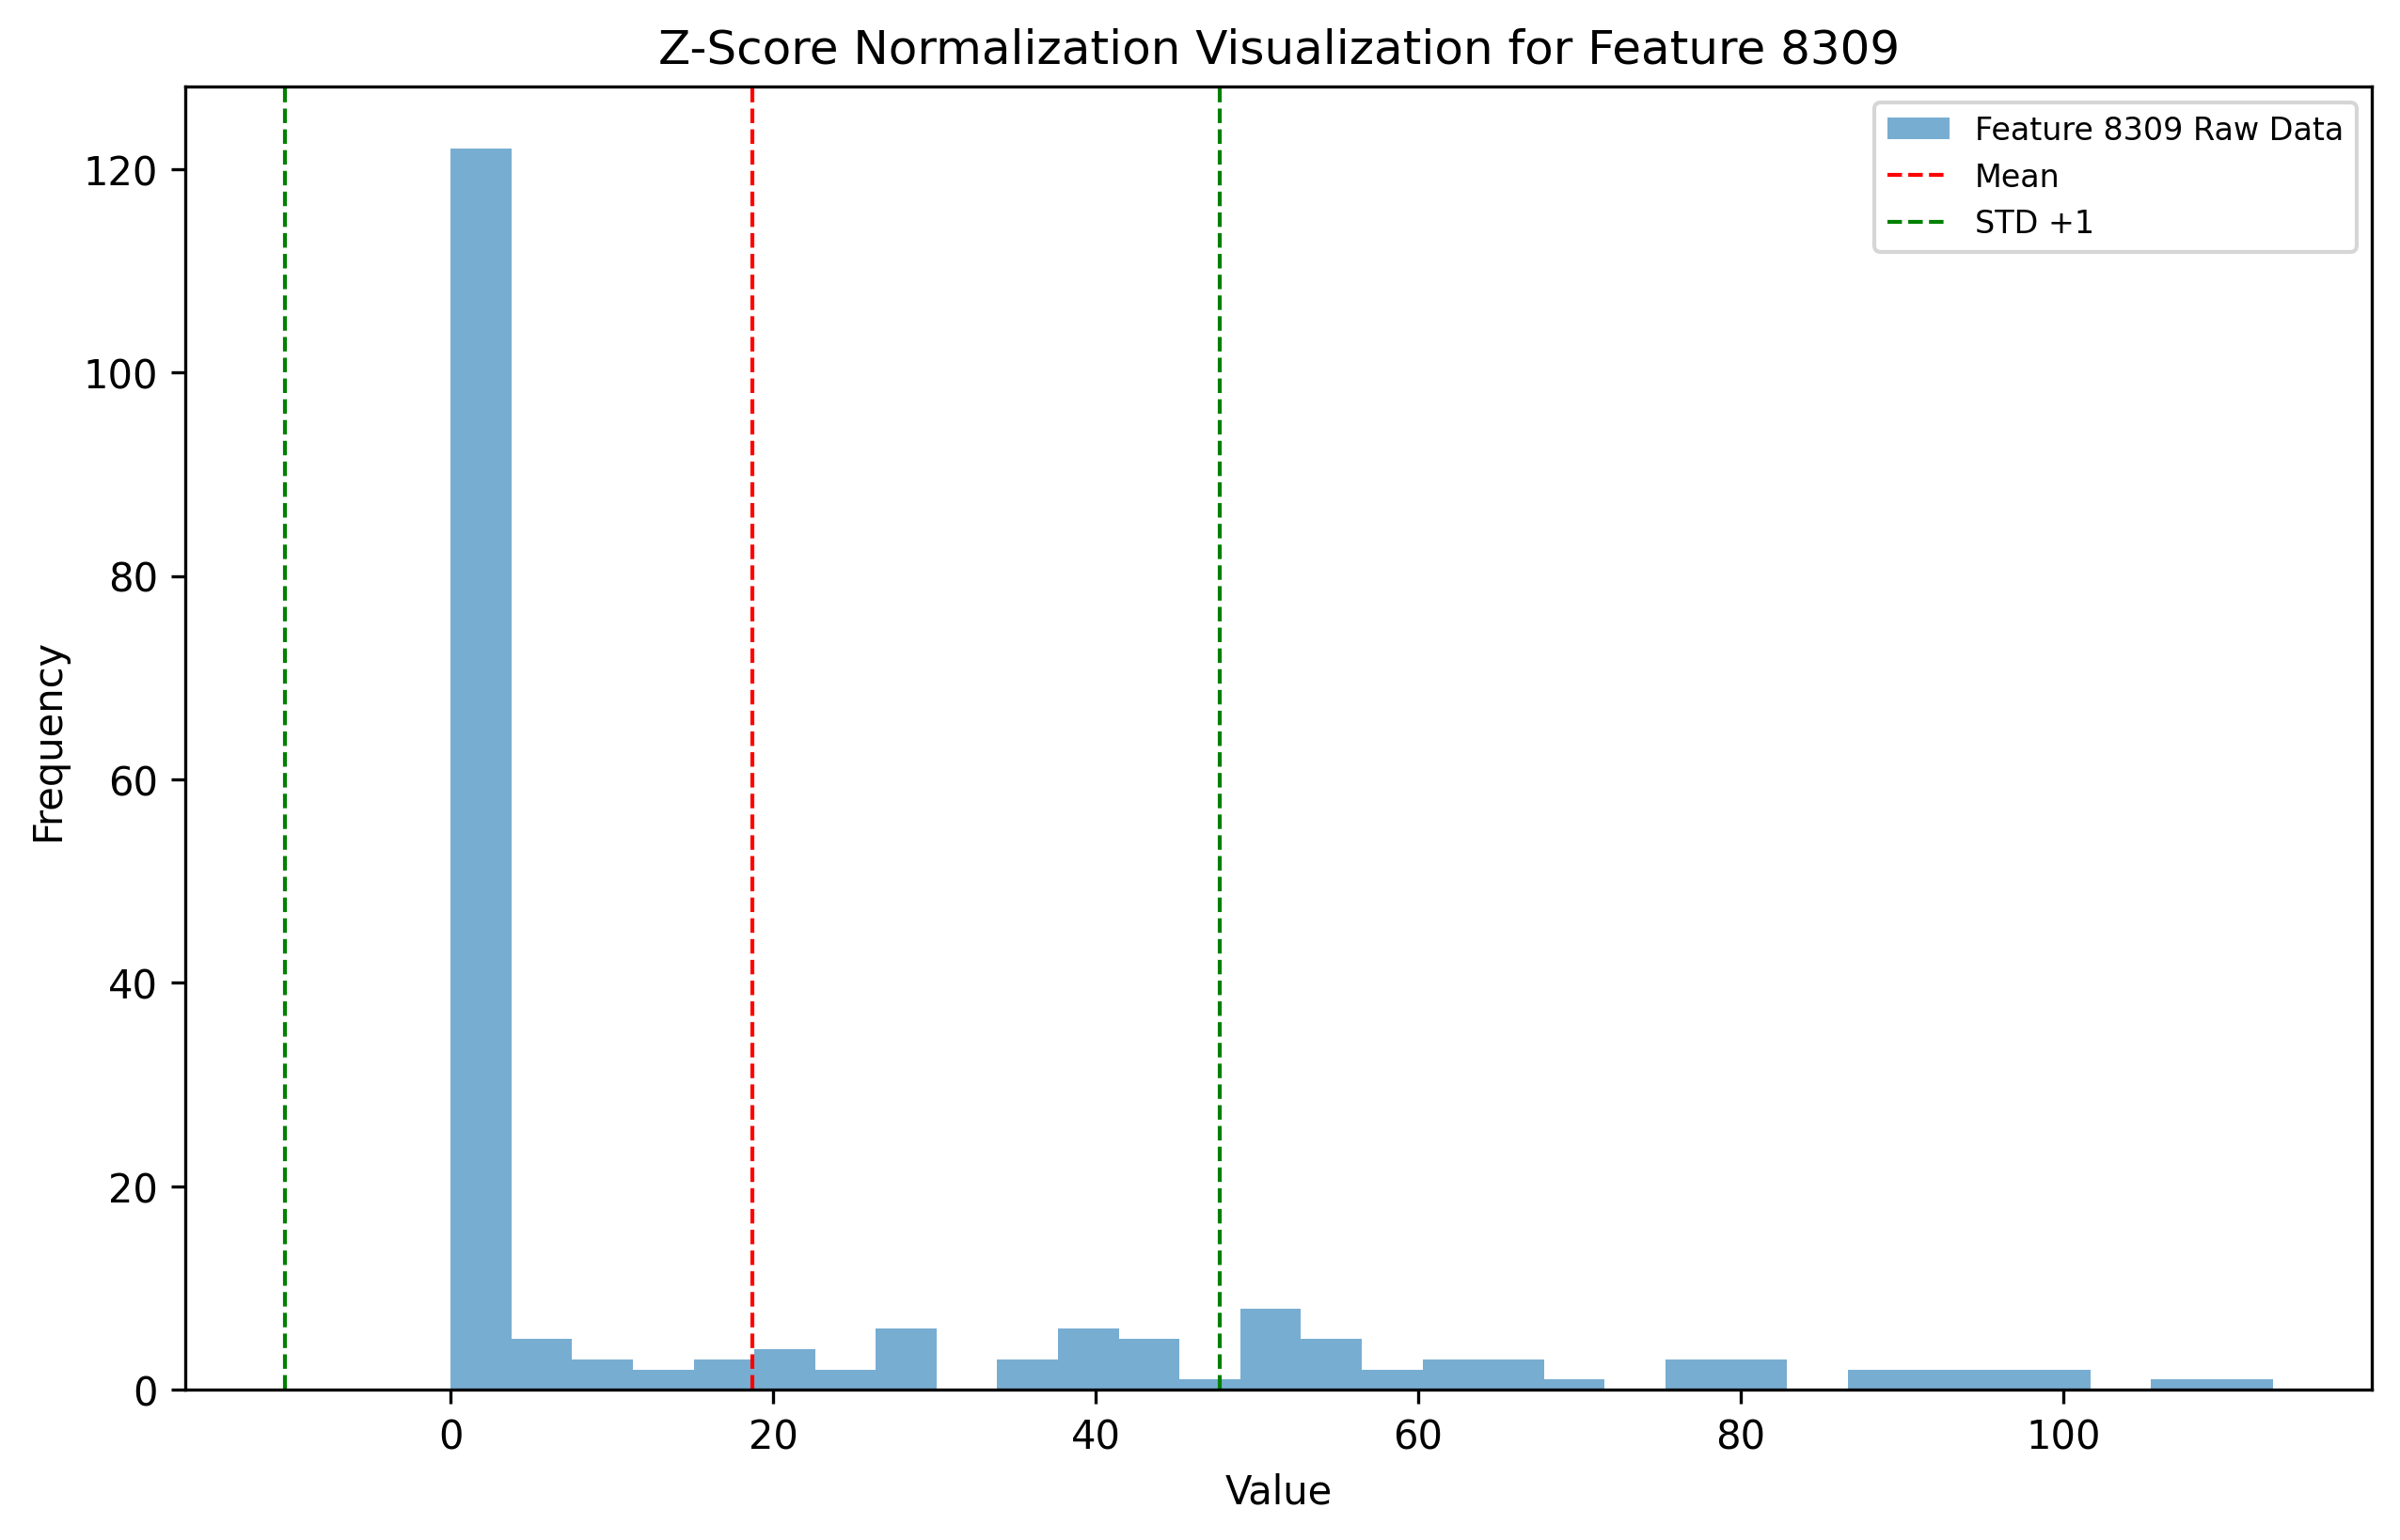 Z-Score Normalization Visualization for Feature 8309
Feature 8309 Raw Data
Mean
STD +1
120
100
80
60
40
20
0
Frequency
0 20 40 60 80 100
Value